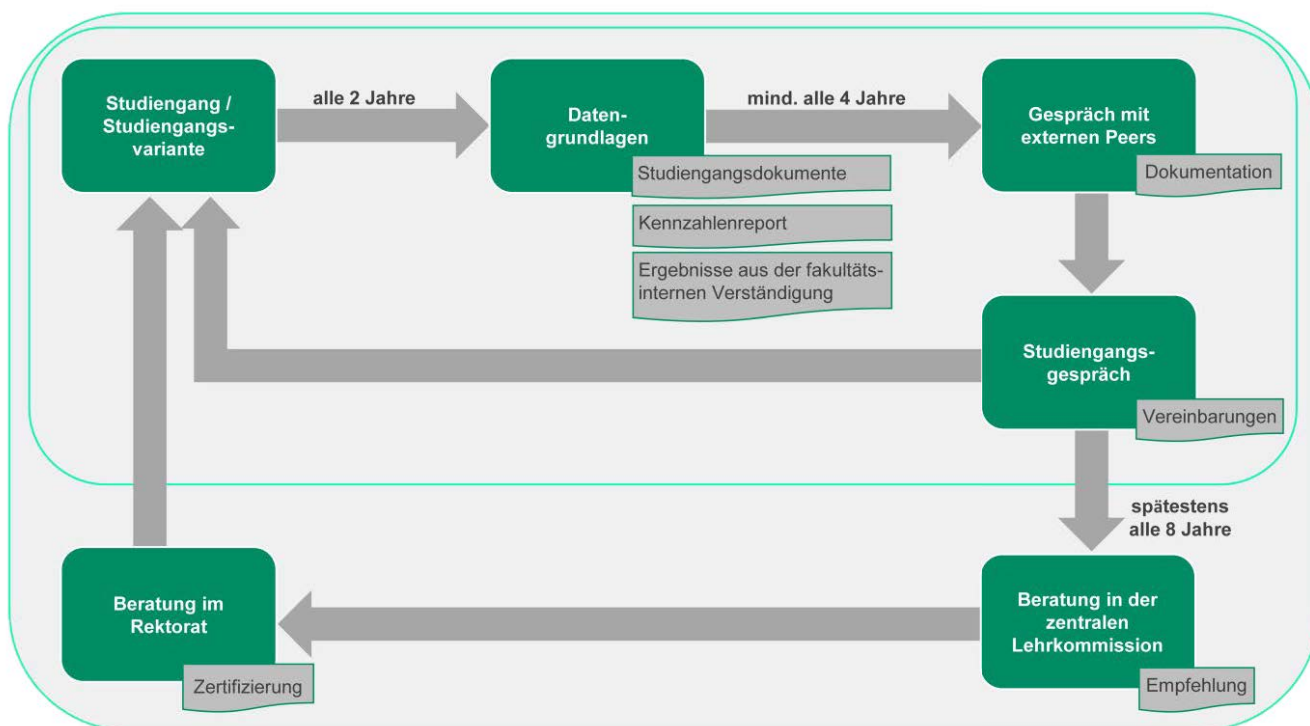 Studiengang /
Studiengangs-
variante
alle 2 Jahre
Daten-
grundlagen
mind. alle 4 Jahre
Gespräch mit
externen Peers
Studiengangsdokumente
Dokumentation
Kennzahlenreport
Ergebnisse aus der fakultäts-
internen Verständigung
Studiengangs-
gespräch
Vereinbarungen
spätestens
alle 8 Jahre
Beratung im
Rektorat
Beratung in der
zentralen
Lehrkommission
Zertifizierung
Empfehlung